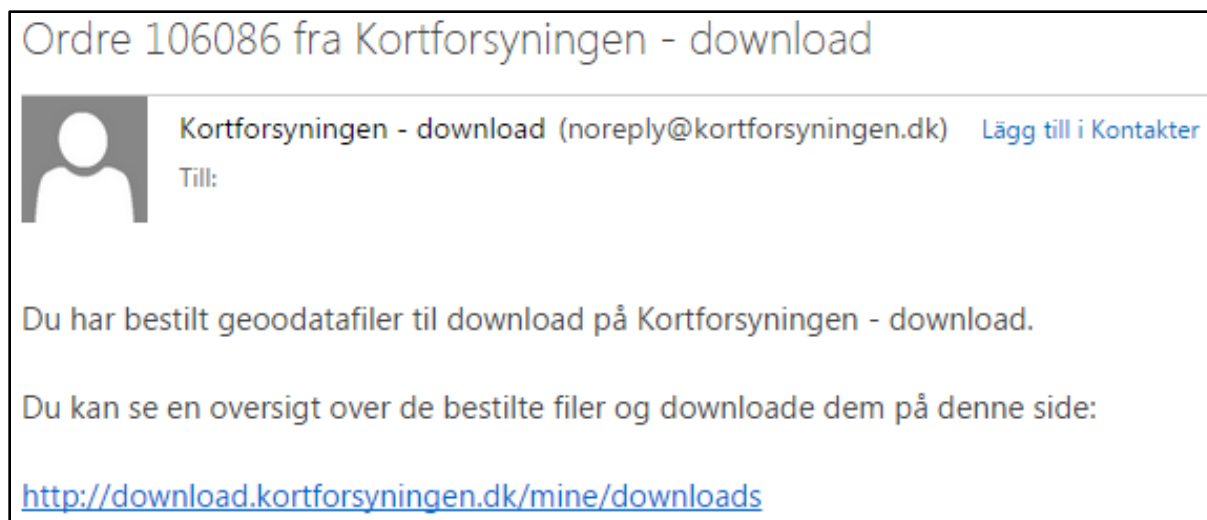 Ordre 106086 fra Kortforsyningen - download
Kortforsyningen - download (noreply@kortforsyningen.dk) Lägg till i Kontakter
Till:
Du har bestilt geoodatafiler til download på Kortforsyningen - download.
Du kan se en oversigt over de bestilte filer og downloade dem på denne side:
http://download.kortforsyningen.dk/mine/downloads